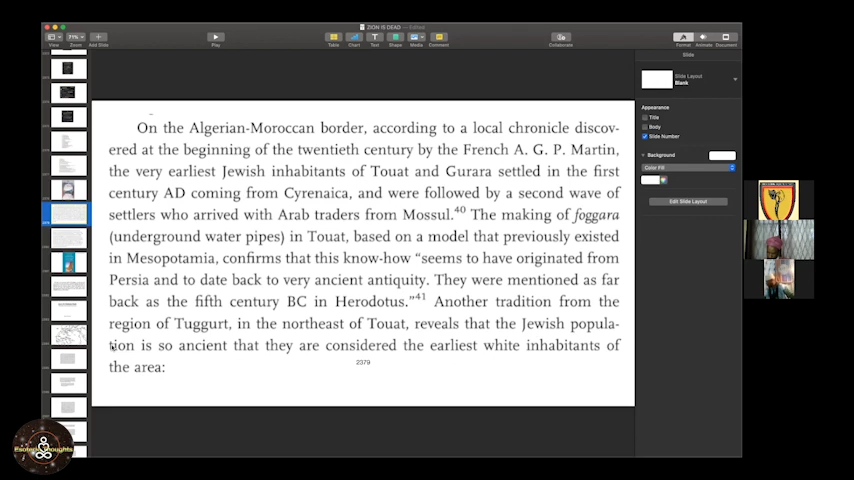 ZION IS DEAD — Edited
View
71%
Zoom
Add Slide
Play
Table
Chart
Text
Shape
Media
Comment
Collaborate
Format
Animate
Document
Slide
Slide Layout
Blank
Appearance
Title
Body
Slide Number
Background
Color Fill
Edit Slide Layout
On the Algerian-Moroccan border, according to a local chronicle discov-
ered at the beginning of the twentieth century by the French A. G. P. Martin,
the very earliest Jewish inhabitants of Touat and Gurara settled in the first
century AD coming from Cyrenaica, and were followed by a second wave of
settlers who arrived with Arab traders from Mossul.40 The making of foggara
(underground water pipes) in Touat, based on a model that previously existed
in Mesopotamia, confirms that this know-how “seems to have originated from
Persia and to date back to very ancient antiquity. They were mentioned as far
back as the fifth century BC in Herodotus.”41 Another tradition from the
region of Tuggurt, in the northeast of Touat, reveals that the Jewish popula-
tion is so ancient that they are considered the earliest white inhabitants of
the area:
2379
Esoteric Thoughts